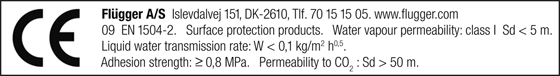 CE Flügger A/S Islevdalvej 151, DK-2610, Tlf. 70 15 15 05. www.flugger.com
09 EN 1504-2. Surface protection products. Water vapour permeability: class I Sd < 5 m.
Liquid water transmission rate: W < 0,1 kg/m² h⁰·⁵.
Adhesion strength: ≥ 0,8 MPa. Permeability to CO₂ : Sd > 50 m.